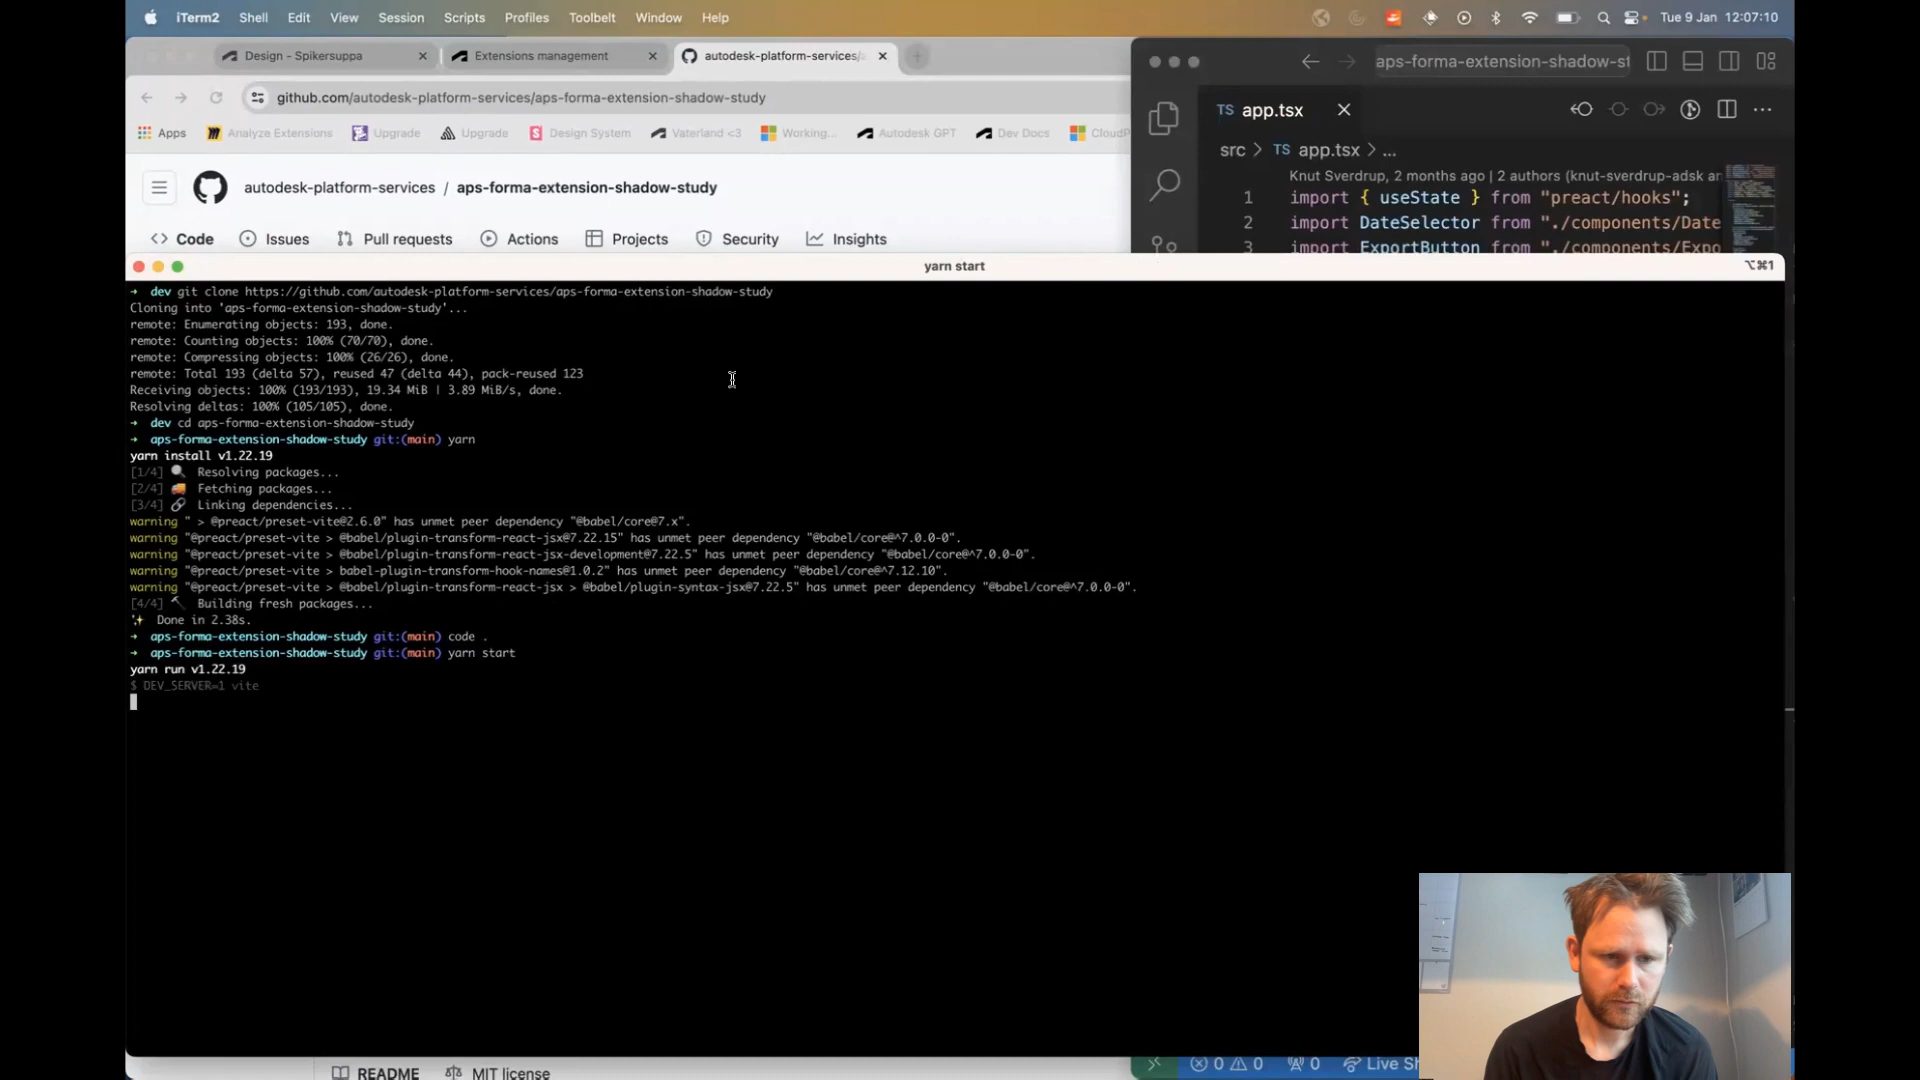 iTerm2 Shell Edit View Session Scripts Profiles Toolbelt Window Help Tue 9 Jan 12:07:10
Design - Spikersuppa Extensions management autodesk-platform-services/
github.com/autodesk-platform-services/aps-forma-extension-shadow-study
Apps Analyze Extensions Upgrade Upgrade Design System Vaterland <3 Working... Autodesk GPT Dev Docs CloudP
autodesk-platform-services / aps-forma-extension-shadow-study
Code Issues Pull requests Actions Projects Security Insights
aps-forma-extension-shadow-st
TS app.tsx
src > TS app.tsx > ...
Knut Sverdrup, 2 months ago | 2 authors (knut-sverdrup-adsk an
1 import { useState } from "preact/hooks";
2 import DateSelector from "./components/Date
3 import ExportButton from "./components/Expo
yarn start ⌥⌘1
➜ dev git clone https://github.com/autodesk-platform-services/aps-forma-extension-shadow-study
Cloning into 'aps-forma-extension-shadow-study'...
remote: Enumerating objects: 193, done.
remote: Counting objects: 100% (70/70), done.
remote: Compressing objects: 100% (26/26), done.
remote: Total 193 (delta 57), reused 47 (delta 44), pack-reused 123
Receiving objects: 100% (193/193), 19.34 MiB | 3.89 MiB/s, done.
Resolving deltas: 100% (105/105), done.
➜ dev cd aps-forma-extension-shadow-study
➜ aps-forma-extension-shadow-study git:(main) yarn
yarn install v1.22.19
[1/4] 🔍 Resolving packages...
[2/4] 🚚 Fetching packages...
[3/4] 🔗 Linking dependencies...
warning " > @preact/preset-vite@2.6.0" has unmet peer dependency "@babel/core@7.x".
warning "@preact/preset-vite > @babel/plugin-transform-react-jsx@7.22.15" has unmet peer dependency "@babel/core@^7.0.0-0".
warning "@preact/preset-vite > @babel/plugin-transform-react-jsx-development@7.22.5" has unmet peer dependency "@babel/core@^7.0.0-0".
warning "@preact/preset-vite > babel-plugin-transform-hook-names@1.0.2" has unmet peer dependency "@babel/core@^7.12.10".
warning "@preact/preset-vite > @babel/plugin-transform-react-jsx > @babel/plugin-syntax-jsx@7.22.5" has unmet peer dependency "@babel/core@^7.0.0-0".
[4/4] 🔨 Building fresh packages...
✨ Done in 2.38s.
➜ aps-forma-extension-shadow-study git:(main) code .
➜ aps-forma-extension-shadow-study git:(main) yarn start
yarn run v1.22.19
$ DEV_SERVER=1 vite
README MIT license
0 0 0 Live Sh